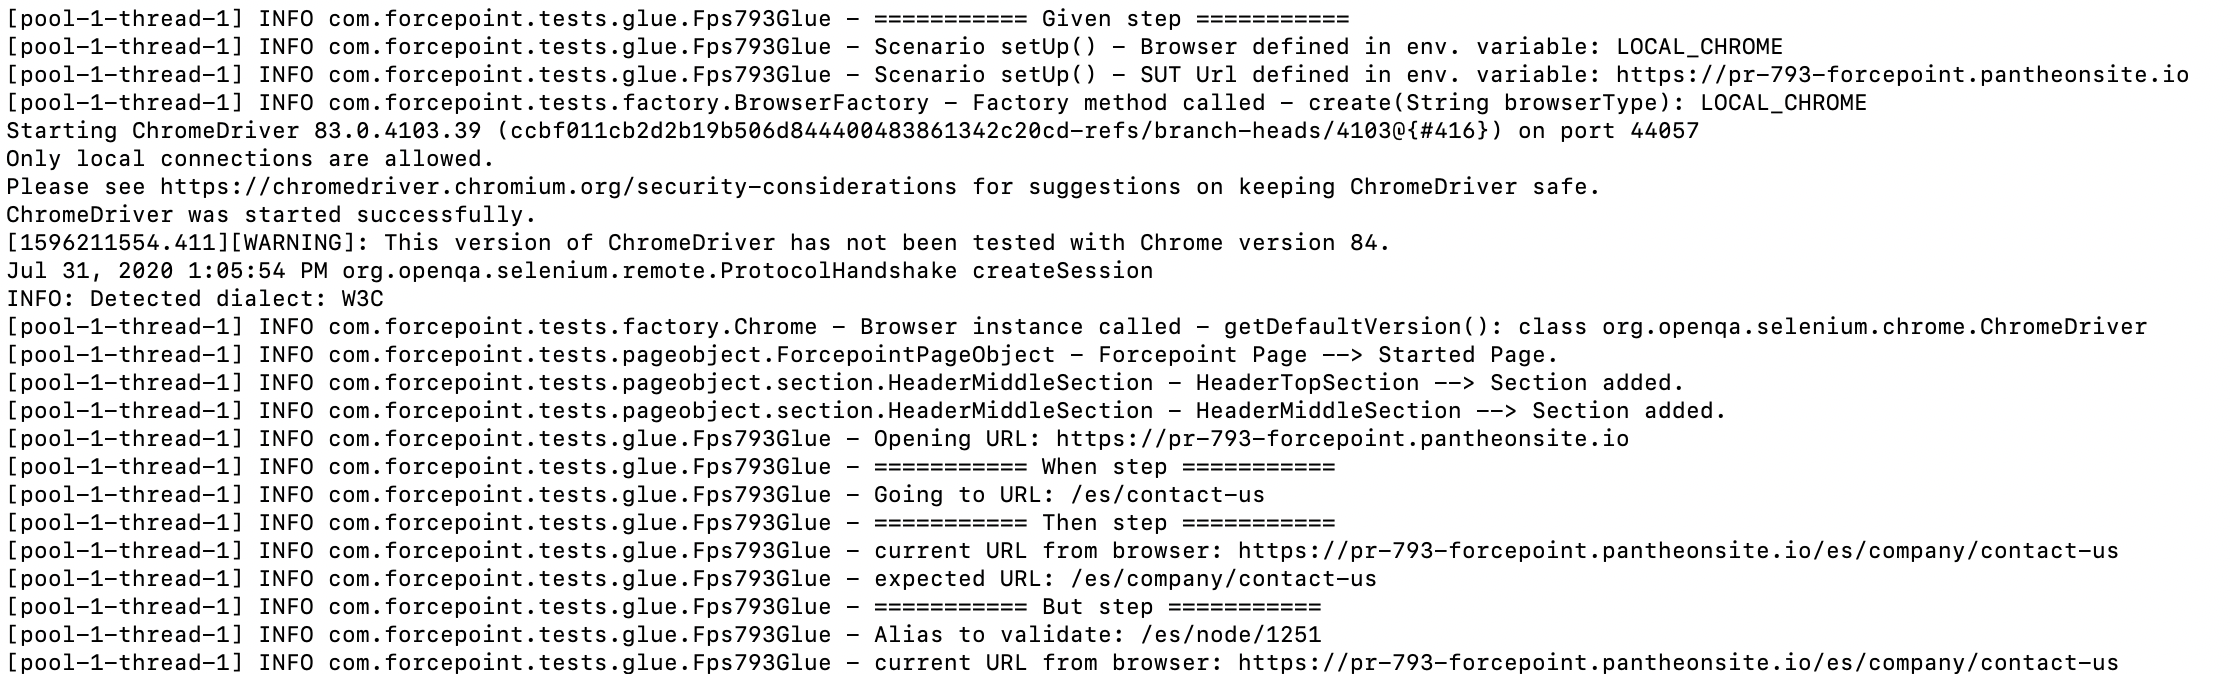 [pool-1-thread-1] INFO com.forcepoint.tests.glue.Fps793Glue - =========== Given step ===========
[pool-1-thread-1] INFO com.forcepoint.tests.glue.Fps793Glue - Scenario setUp() - Browser defined in env. variable: LOCAL_CHROME
[pool-1-thread-1] INFO com.forcepoint.tests.glue.Fps793Glue - Scenario setUp() - SUT Url defined in env. variable: https://pr-793-forcepoint.pantheonsite.io
[pool-1-thread-1] INFO com.forcepoint.tests.factory.BrowserFactory - Factory method called - create(String browserType): LOCAL_CHROME
Starting ChromeDriver 83.0.4103.39 (ccbf011cb2d2b19b506d844400483861342c20cd-refs/branch-heads/4103@{#416}) on port 44057
Only local connections are allowed.
Please see https://chromedriver.chromium.org/security-considerations for suggestions on keeping ChromeDriver safe.
ChromeDriver was started successfully.
[1596211554.411][WARNING]: This version of ChromeDriver has not been tested with Chrome version 84.
Jul 31, 2020 1:05:54 PM org.openqa.selenium.remote.ProtocolHandshake createSession
INFO: Detected dialect: W3C
[pool-1-thread-1] INFO com.forcepoint.tests.factory.Chrome - Browser instance called - getDefaultVersion(): class org.openqa.selenium.chrome.ChromeDriver
[pool-1-thread-1] INFO com.forcepoint.tests.pageobject.ForcepointPageObject - Forcepoint Page --> Started Page.
[pool-1-thread-1] INFO com.forcepoint.tests.pageobject.section.HeaderMiddleSection - HeaderTopSection --> Section added.
[pool-1-thread-1] INFO com.forcepoint.tests.pageobject.section.HeaderMiddleSection - HeaderMiddleSection --> Section added.
[pool-1-thread-1] INFO com.forcepoint.tests.glue.Fps793Glue - Opening URL: https://pr-793-forcepoint.pantheonsite.io
[pool-1-thread-1] INFO com.forcepoint.tests.glue.Fps793Glue - =========== When step ===========
[pool-1-thread-1] INFO com.forcepoint.tests.glue.Fps793Glue - Going to URL: /es/contact-us
[pool-1-thread-1] INFO com.forcepoint.tests.glue.Fps793Glue - =========== Then step ===========
[pool-1-thread-1] INFO com.forcepoint.tests.glue.Fps793Glue - current URL from browser: https://pr-793-forcepoint.pantheonsite.io/es/company/contact-us
[pool-1-thread-1] INFO com.forcepoint.tests.glue.Fps793Glue - expected URL: /es/company/contact-us
[pool-1-thread-1] INFO com.forcepoint.tests.glue.Fps793Glue - =========== But step ===========
[pool-1-thread-1] INFO com.forcepoint.tests.glue.Fps793Glue - Alias to validate: /es/node/1251
[pool-1-thread-1] INFO com.forcepoint.tests.glue.Fps793Glue - current URL from browser: https://pr-793-forcepoint.pantheonsite.io/es/company/contact-us